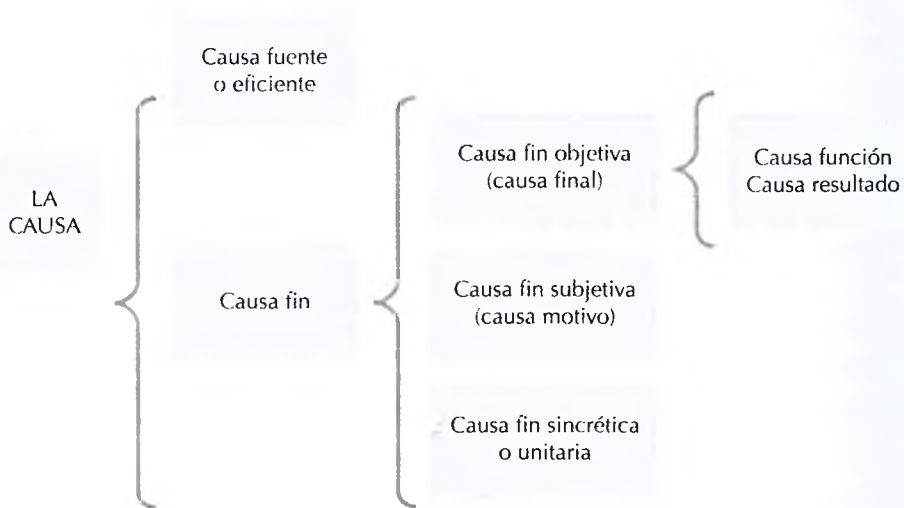 LA
CAUSA
Causa fuente
o eficiente
Causa fin
Causa fin objetiva
(causa final)
Causa fin subjetiva
(causa motivo)
Causa fin sincrética
o unitaria
Causa función
Causa resultado